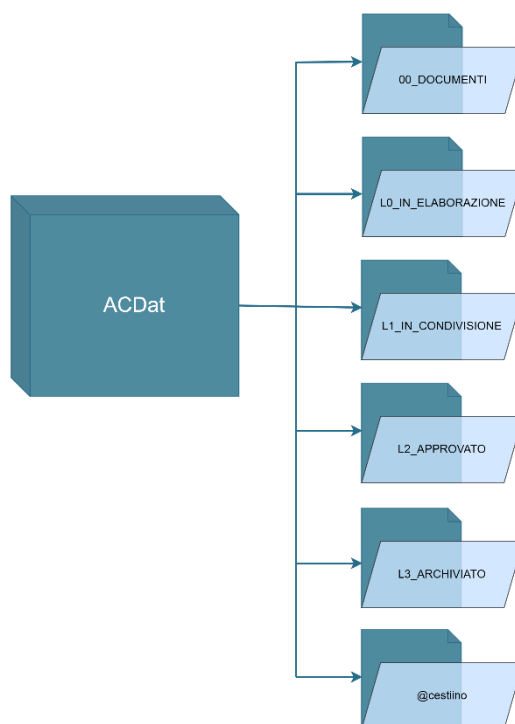 ACDat
00_DOCUMENTI
L0_IN_ELABORAZIONE
L1_IN_CONDIVISIONE
L2_APPROVATO
L3_ARCHIVIATO
@cestiino